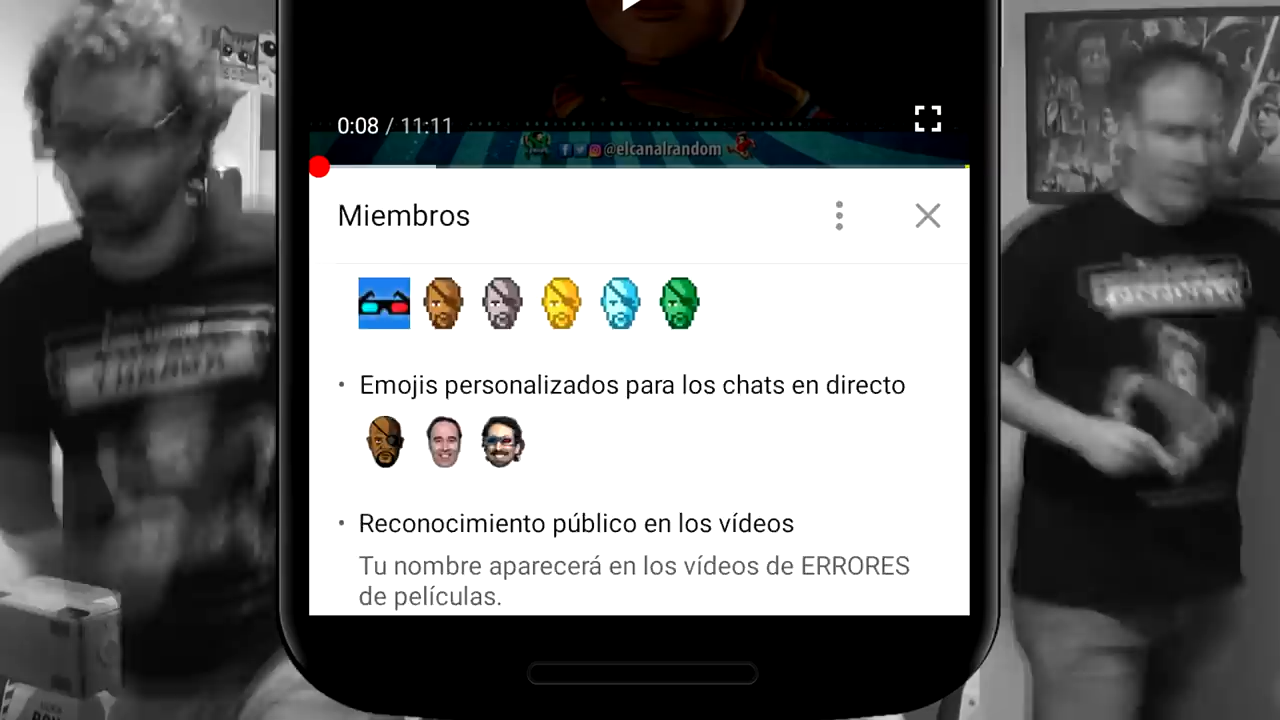 0:08 / 11:11
@elcanalrandom
Miembros
• Emojis personalizados para los chats en directo
• Reconocimiento público en los vídeos
Tu nombre aparecerá en los vídeos de ERRORES
de películas.